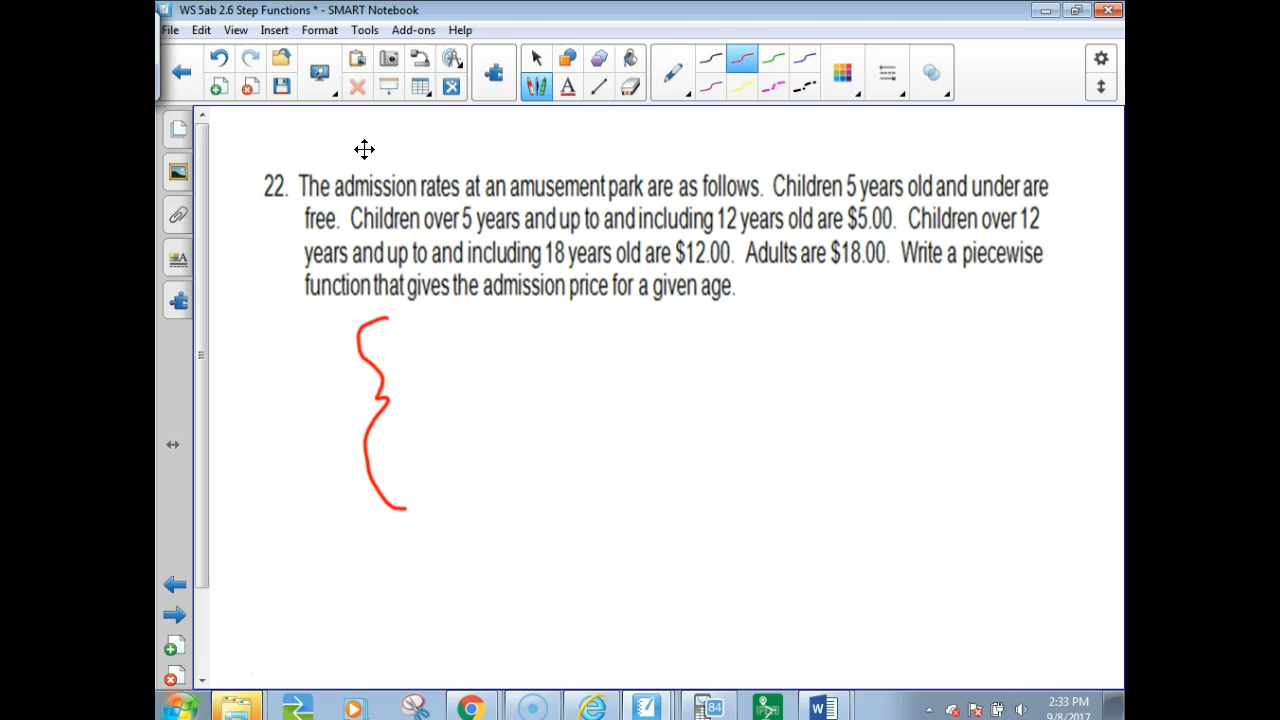 WS 5ab 2.6 Step Functions * - SMART Notebook
File Edit View Insert Format Tools Add-ons Help
22. The admission rates at an amusement park are as follows. Children 5 years old and under are
free. Children over 5 years and up to and including 12 years old are $5.00. Children over 12
years and up to and including 18 years old are $12.00. Adults are $18.00. Write a piecewise
function that gives the admission price for a given age.
84
2:33 PM
9/8/2017